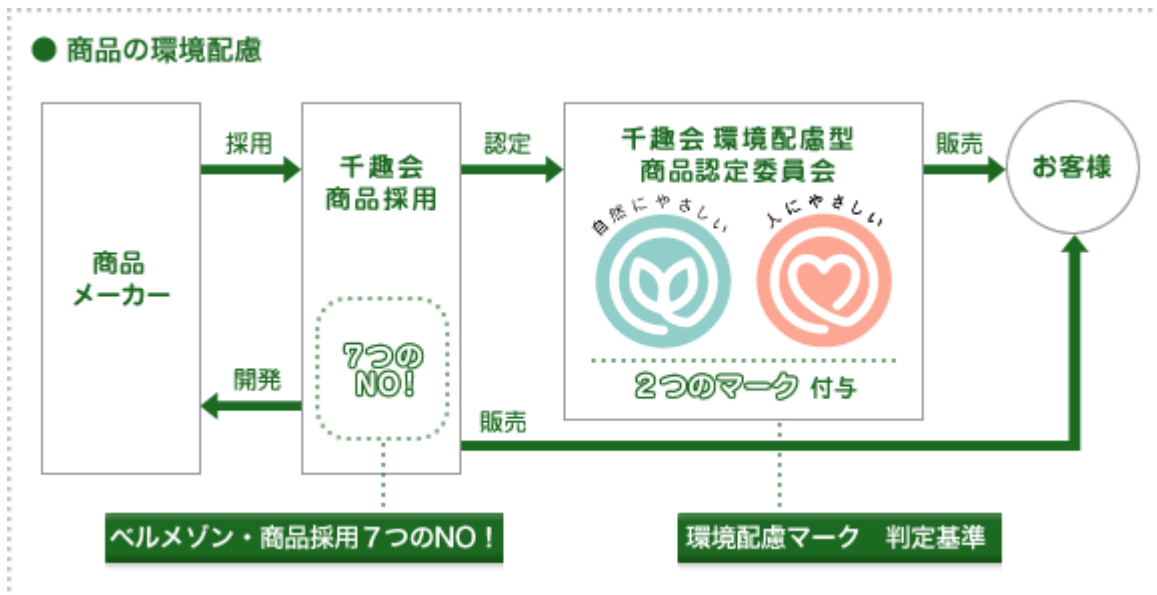 ● 商品の環境配慮
商品
メーカー
採用
開発
千趣会
商品採用
7つの
NO!
認定
販売
千趣会 環境配慮型
商品認定委員会
自然にやさしい
人にやさしい
2つのマーク 付与
販売
お客様
ベルメゾン・商品採用7つのNO!
環境配慮マーク 判定基準